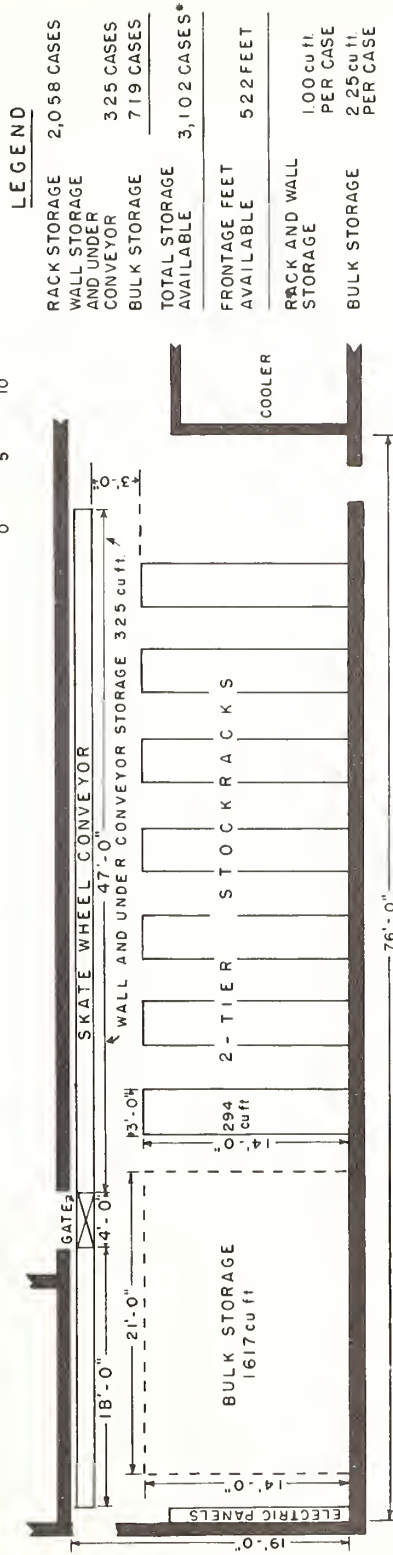 LEGEND
RACK STORAGE 2,058 CASES
WALL STORAGE
AND UNDER
CONVEYOR 325 CASES
BULK STORAGE 719 CASES
TOTAL STORAGE
AVAILABLE 3,102 CASES*
FRONTAGE FEET
AVAILABLE 522 FEET
RACK AND WALL
STORAGE 1.00 cu ft.
PER CASE
BULK STORAGE 2.25 cu ft.
PER CASE
0 5 10
GATE
SKATE WHEEL CONVEYOR
18'-0"
4'-0"
47'-0"
3'-0"
WALL AND UNDER CONVEYOR STORAGE 325 cu ft.
21'-0"
3'-0"
BULK STORAGE
1617 cu ft
294
cu ft
14'-0"
2-TIER STOCKRACKS
COOLER
14'-0"
ELECTRIC PANELS
19'-0"
76'-0"